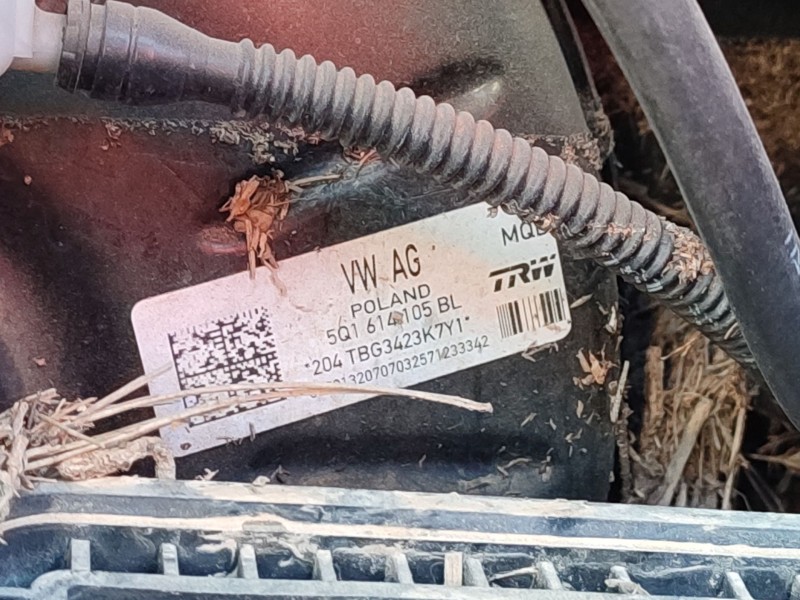 VW AG
POLAND
5Q1 614 105 BL
*204 TBG3423K7Y1*
TRW